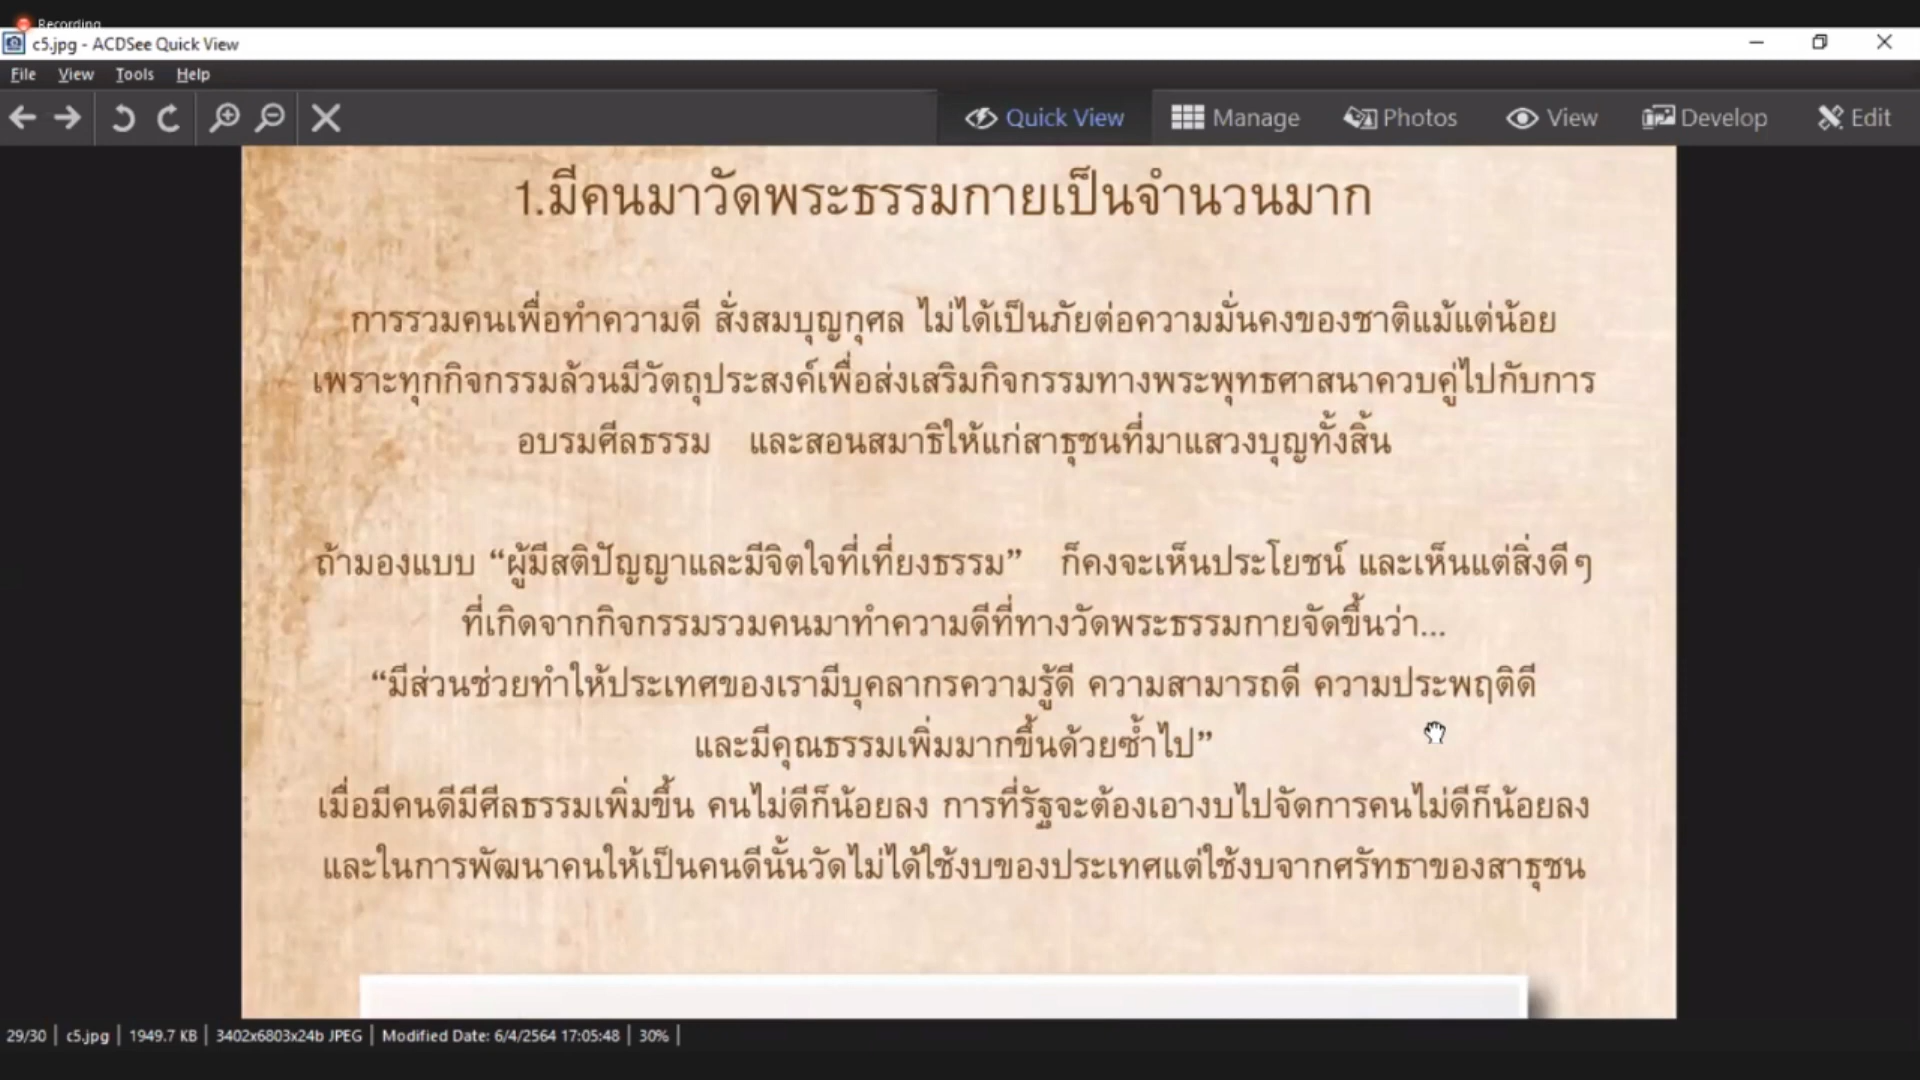 Recording
c5.jpg - ACDSee Quick View
File View Tools Help
Quick View Manage Photos View Develop Edit
1.มีคนมาวัดพระธรรมกายเป็นจำนวนมาก
การรวมคนเพื่อทำความดี สั่งสมบุญกุศล ไม่ได้เป็นภัยต่อความมั่นคงของชาติแม้แต่น้อย
เพราะทุกกิจกรรมล้วนมีวัตถุประสงค์เพื่อส่งเสริมกิจกรรมทางพระพุทธศาสนาควบคู่ไปกับการ
อบรมศีลธรรม และสอนสมาธิให้แก่สาธุชนที่มาแสวงบุญทั้งสิ้น
ถ้ามองแบบ “ผู้มีสติปัญญาและมีจิตใจที่เที่ยงธรรม” ก็คงจะเห็นประโยชน์ และเห็นแต่สิ่งดีๆ
ที่เกิดจากกิจกรรมรวมคนมาทำความดีที่ทางวัดพระธรรมกายจัดขึ้นว่า...
“มีส่วนช่วยทำให้ประเทศของเรามีบุคลากรความรู้ดี ความสามารถดี ความประพฤติดี
และมีคุณธรรมเพิ่มมากขึ้นด้วยซ้ำไป”
เมื่อมีคนดีมีศีลธรรมเพิ่มขึ้น คนไม่ดีก็น้อยลง การที่รัฐจะต้องเอางบไปจัดการคนไม่ดีก็น้อยลง
และในการพัฒนาคนให้เป็นคนดีนั้นวัดไม่ได้ใช้งบของประเทศแต่ใช้งบจากศรัทธาของสาธุชน
29/30 | c5.jpg | 1949.7 KB | 3402x6803x24b JPEG | Modified Date: 6/4/2564 17:05:48 | 30% |